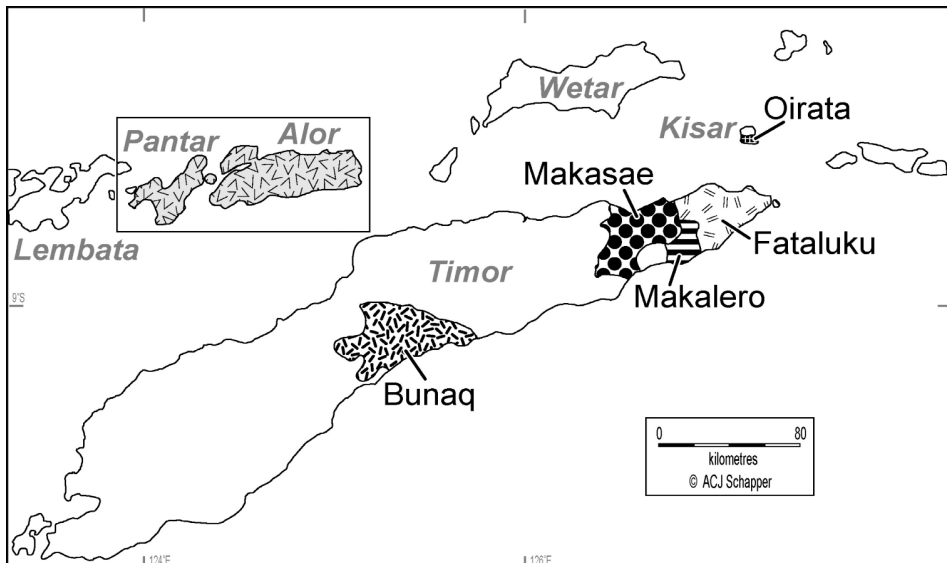 Wetar
Oirata
Kisar
Pantar
Alor
Makasae
Lembata
Fataluku
Timor
Makalero
9°S
Bunaq
0 80
kilometres
© ACJ Schapper
124°E
126°E